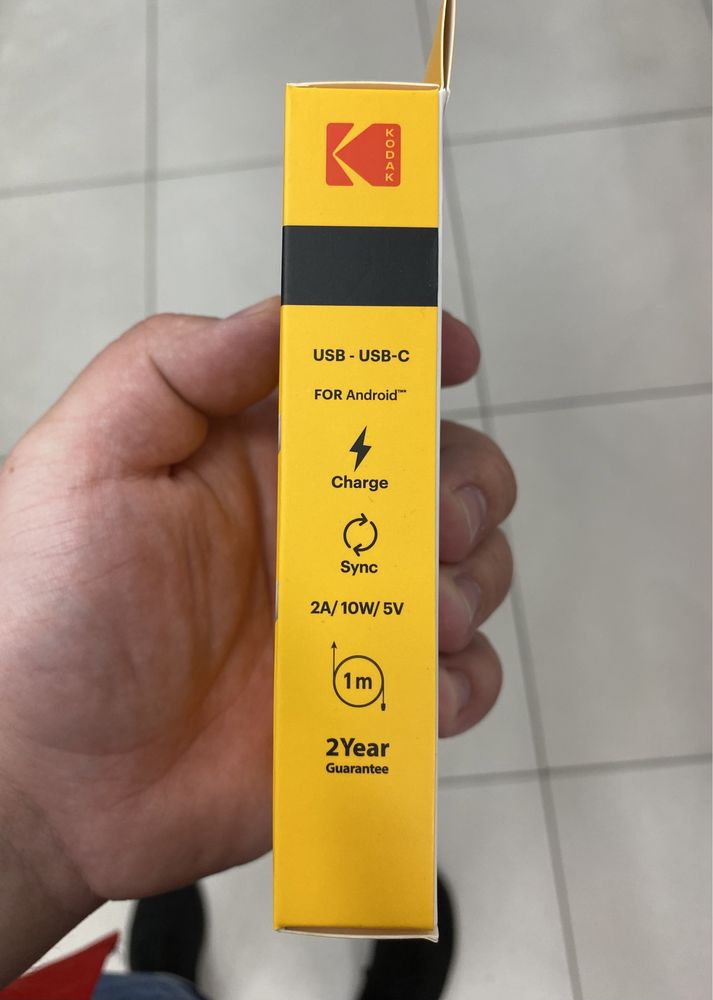 KODAK
USB - USB-C
FOR Android™*
Charge
Sync
2A/ 10W/ 5V
1m
2Year
Guarantee